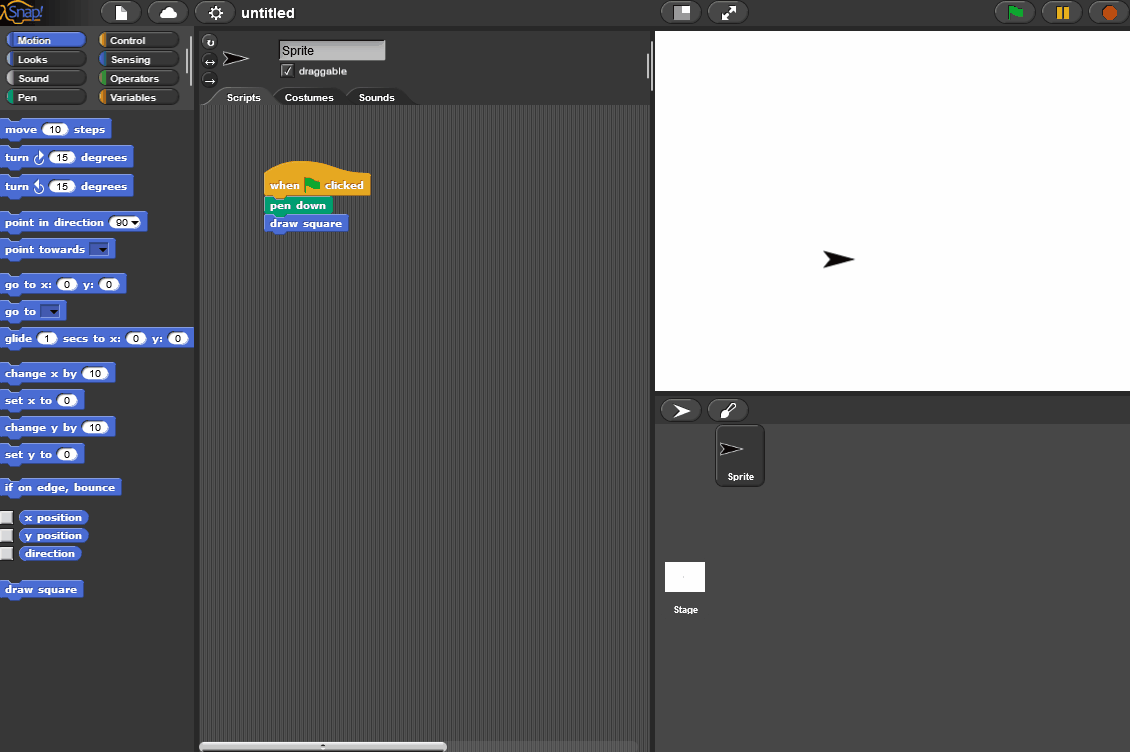 Snap!
untitled
Motion Control
Looks Sensing
Sound Operators
Pen Variables
Sprite
draggable
Scripts Costumes Sounds
move 10 steps
turn 15 degrees
turn 15 degrees
point in direction 90
point towards
go to x: 0 y: 0
go to
glide 1 secs to x: 0 y: 0
change x by 10
set x to 0
change y by 10
set y to 0
if on edge, bounce
x position
y position
direction
draw square
when clicked
pen down
draw square
Sprite
Stage